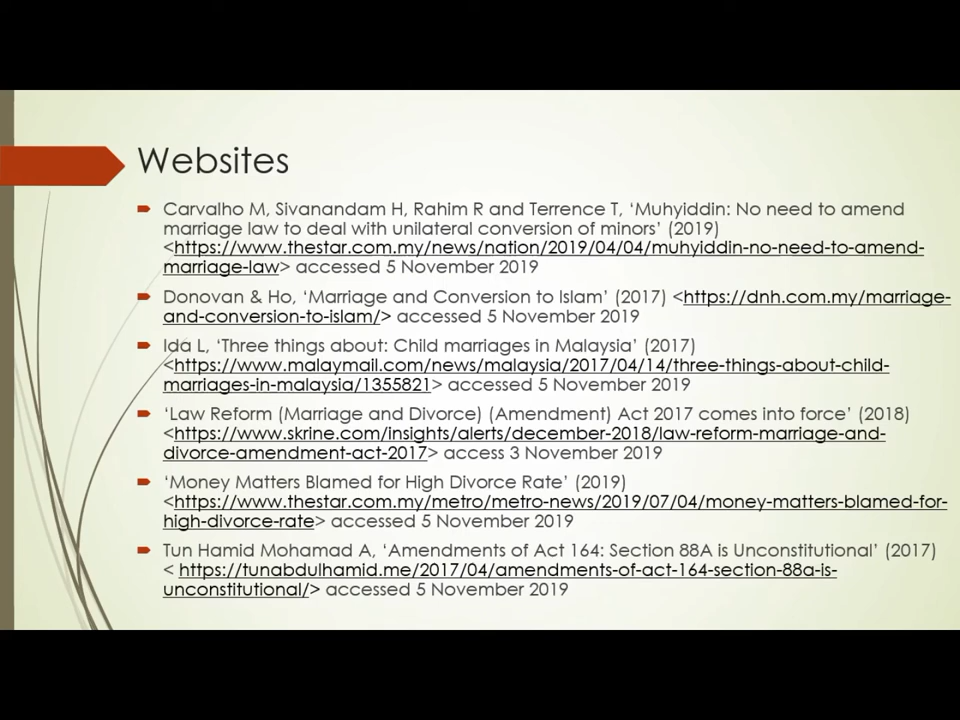 Websites
Carvalho M, Sivanandam H, Rahim R and Terrence T, ‘Muhyiddin: No need to amend
marriage law to deal with unilateral conversion of minors’ (2019)
<https://www.thestar.com.my/news/nation/2019/04/04/muhyiddin-no-need-to-amend-
marriage-law> accessed 5 November 2019
Donovan & Ho, ‘Marriage and Conversion to Islam’ (2017) <https://dnh.com.my/marriage-
and-conversion-to-islam/> accessed 5 November 2019
Ida L, ‘Three things about: Child marriages in Malaysia’ (2017)
<https://www.malaymail.com/news/malaysia/2017/04/14/three-things-about-child-
marriages-in-malaysia/1355821> accessed 5 November 2019
‘Law Reform (Marriage and Divorce) (Amendment) Act 2017 comes into force’ (2018)
<https://www.skrine.com/insights/alerts/december-2018/law-reform-marriage-and-
divorce-amendment-act-2017> access 3 November 2019
‘Money Matters Blamed for High Divorce Rate’ (2019)
<https://www.thestar.com.my/metro/metro-news/2019/07/04/money-matters-blamed-for-
high-divorce-rate> accessed 5 November 2019
Tun Hamid Mohamad A, ‘Amendments of Act 164: Section 88A is Unconstitutional’ (2017)
< https://tunabdulhamid.me/2017/04/amendments-of-act-164-section-88a-is-
unconstitutional/> accessed 5 November 2019